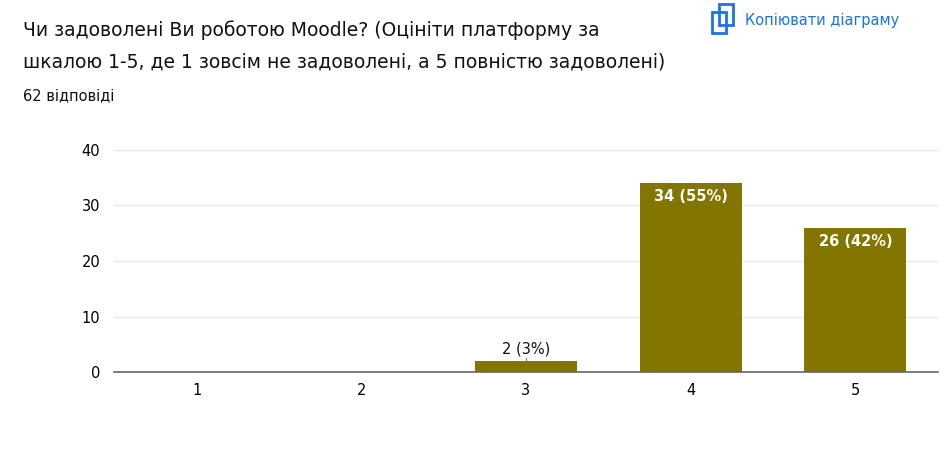 Чи задоволені Ви роботою Moodle? (Оцініти платформу за
шкалою 1-5, де 1 зовсім не задоволені, а 5 повністю задоволені)
Копіювати діаграму
62 відповіді
40
30
20
10
0
2 (3%)
34 (55%)
26 (42%)
1 2 3 4 5